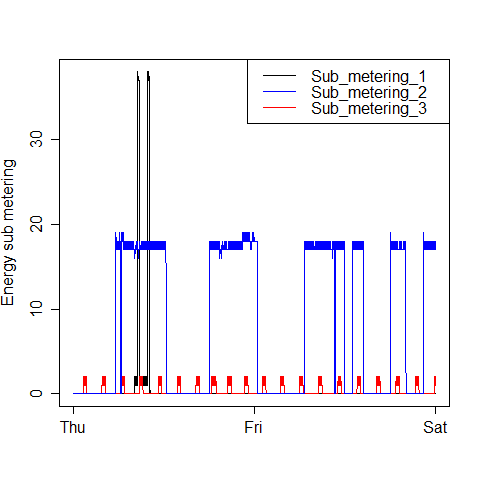 Sub_metering_1
Sub_metering_2
Sub_metering_3
Energy sub metering
30
20
10
0
Thu Fri Sat